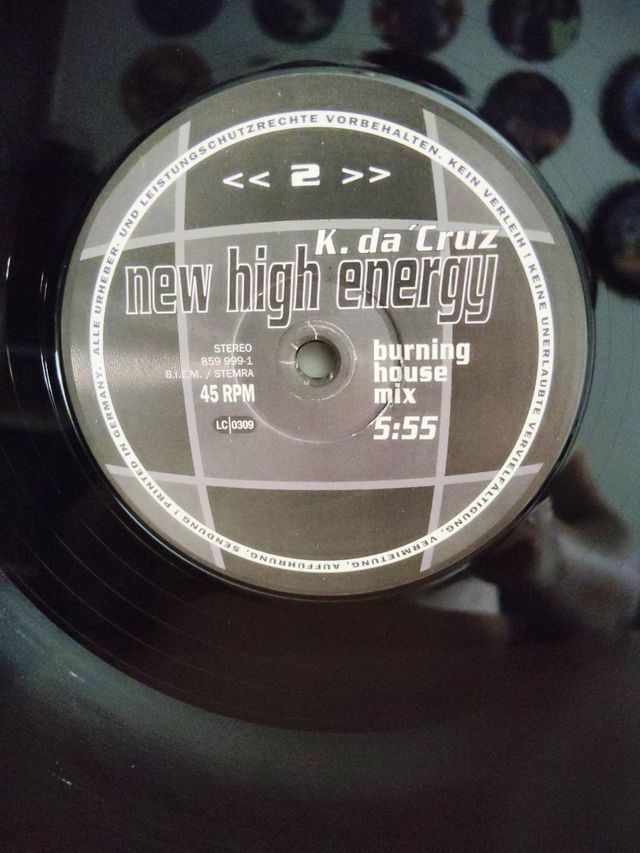 << 2 >>
K. da´Cruz
new high energy
STEREO
859 999-1
B.I.E.M. / STEMRA
45 RPM
LC 0309
burning
house
mix
5:55
ALLE URHEBER- UND LEISTUNGSSCHUTZRECHTE VORBEHALTEN. KEIN VERLEIH ! KEINE UNERLAUBTE VERVIELFÄLTIGUNG, VERMIETUNG, AUFFÜHRUNG, SENDUNG ! PRINTED IN GERMANY.